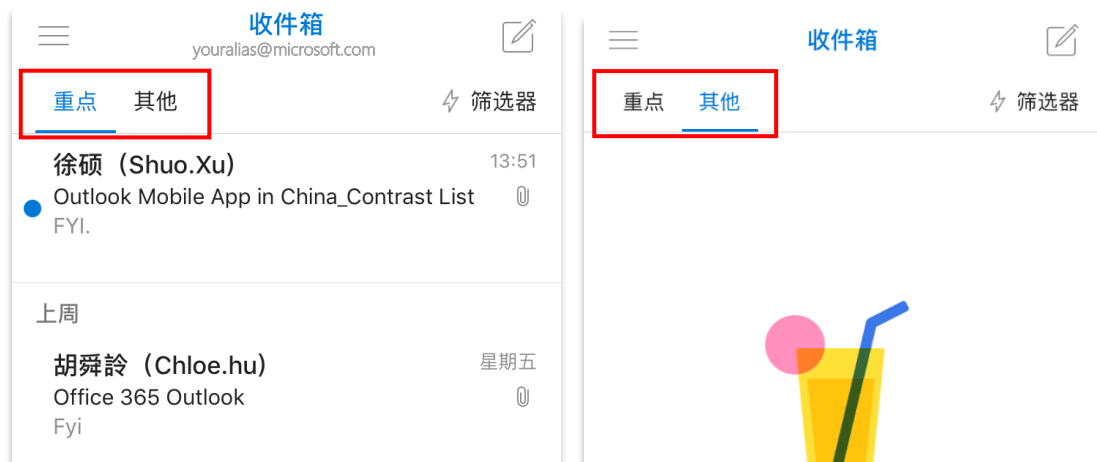 收件箱
youralias@microsoft.com
重点 其他 筛选器
徐硕（Shuo.Xu） 13:51
Outlook Mobile App in China_Contrast List
FYI.
上周
胡舜詅（Chloe.hu） 星期五
Office 365 Outlook
Fyi
收件箱
重点 其他 筛选器